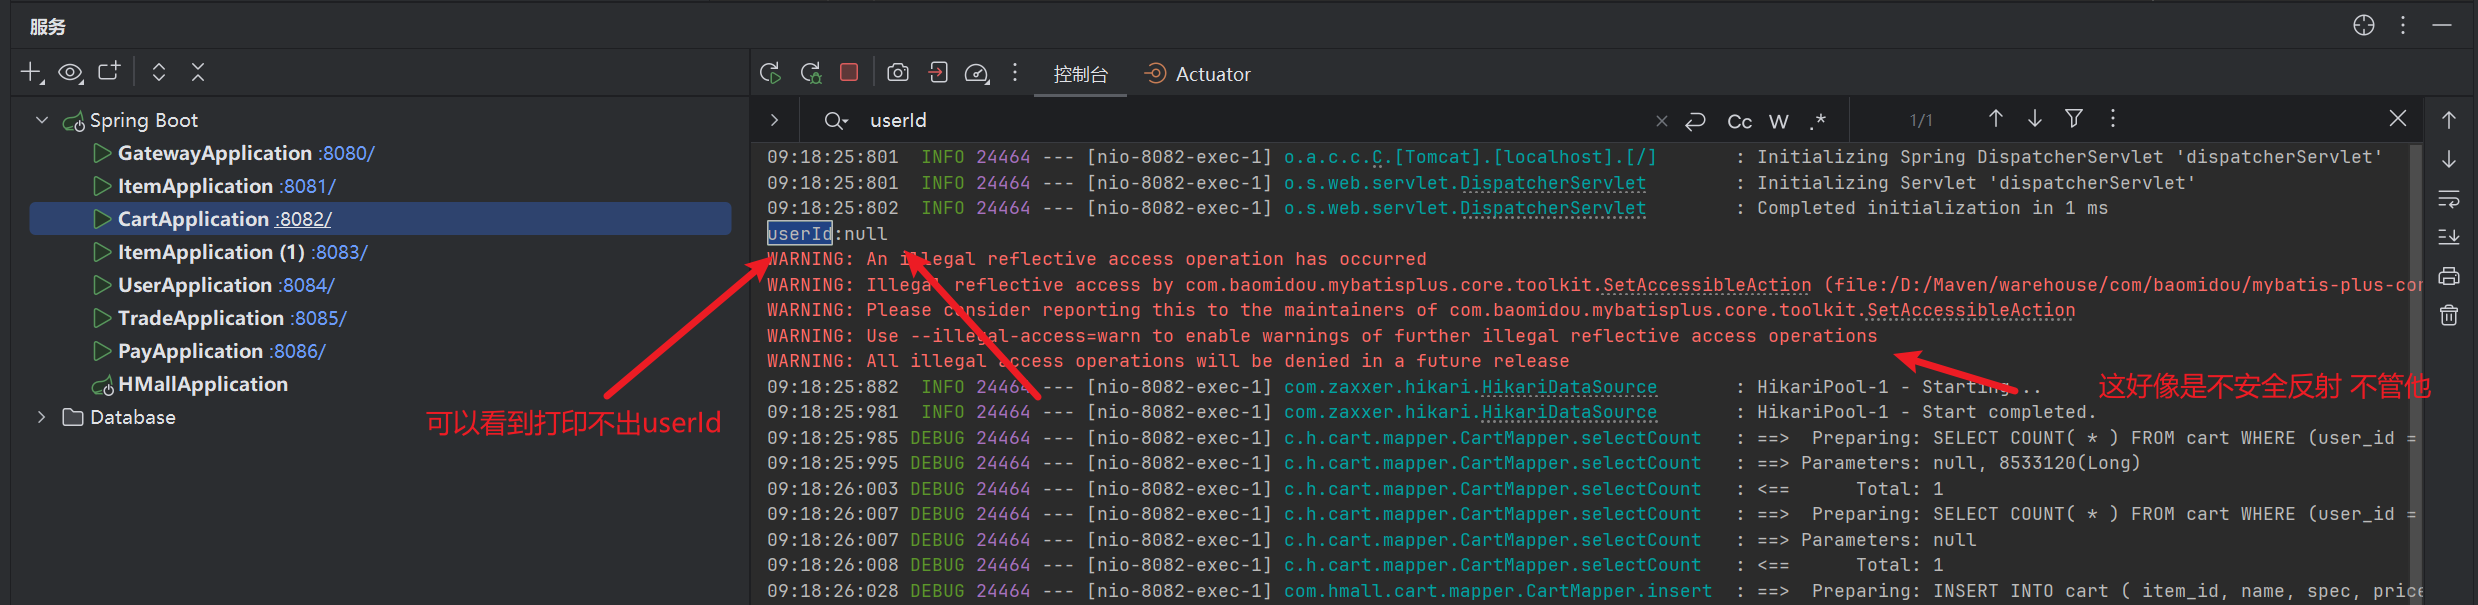 服务
控制台
Actuator
Spring Boot
GatewayApplication :8080/
ItemApplication :8081/
CartApplication :8082/
ItemApplication (1) :8083/
UserApplication :8084/
TradeApplication :8085/
PayApplication :8086/
HMallApplication
Database
userId
Cc W .*
1/1
09:18:25:801  INFO 24464 --- [nio-8082-exec-1] o.a.c.c.C.[Tomcat].[localhost].[/]       : Initializing Spring DispatcherServlet 'dispatcherServlet'
09:18:25:801  INFO 24464 --- [nio-8082-exec-1] o.s.web.servlet.DispatcherServlet        : Initializing Servlet 'dispatcherServlet'
09:18:25:802  INFO 24464 --- [nio-8082-exec-1] o.s.web.servlet.DispatcherServlet        : Completed initialization in 1 ms
userId:null
WARNING: An illegal reflective access operation has occurred
WARNING: Illegal reflective access by com.baomidou.mybatisplus.core.toolkit.SetAccessibleAction (file:/D:/Maven/warehouse/com/baomidou/mybatis-plus-cor
WARNING: Please consider reporting this to the maintainers of com.baomidou.mybatisplus.core.toolkit.SetAccessibleAction
WARNING: Use --illegal-access=warn to enable warnings of further illegal reflective access operations
WARNING: All illegal access operations will be denied in a future release
09:18:25:882  INFO 24464 --- [nio-8082-exec-1] com.zaxxer.hikari.HikariDataSource       : HikariPool-1 - Starting...
09:18:25:981  INFO 24464 --- [nio-8082-exec-1] com.zaxxer.hikari.HikariDataSource       : HikariPool-1 - Start completed.
09:18:25:985 DEBUG 24464 --- [nio-8082-exec-1] c.h.cart.mapper.CartMapper.selectCount   : ==>  Preparing: SELECT COUNT( * ) FROM cart WHERE (user_id =
09:18:25:995 DEBUG 24464 --- [nio-8082-exec-1] c.h.cart.mapper.CartMapper.selectCount   : ==> Parameters: null, 8533120(Long)
09:18:26:003 DEBUG 24464 --- [nio-8082-exec-1] c.h.cart.mapper.CartMapper.selectCount   : <==      Total: 1
09:18:26:007 DEBUG 24464 --- [nio-8082-exec-1] c.h.cart.mapper.CartMapper.selectCount   : ==>  Preparing: SELECT COUNT( * ) FROM cart WHERE (user_id =
09:18:26:007 DEBUG 24464 --- [nio-8082-exec-1] c.h.cart.mapper.CartMapper.selectCount   : ==> Parameters: null
09:18:26:008 DEBUG 24464 --- [nio-8082-exec-1] c.h.cart.mapper.CartMapper.selectCount   : <==      Total: 1
09:18:26:028 DEBUG 24464 --- [nio-8082-exec-1] com.hmall.cart.mapper.CartMapper.insert  : ==>  Preparing: INSERT INTO cart ( item_id, name, spec, price
可以看到打印不出userId
这好像是不安全反射 不管他